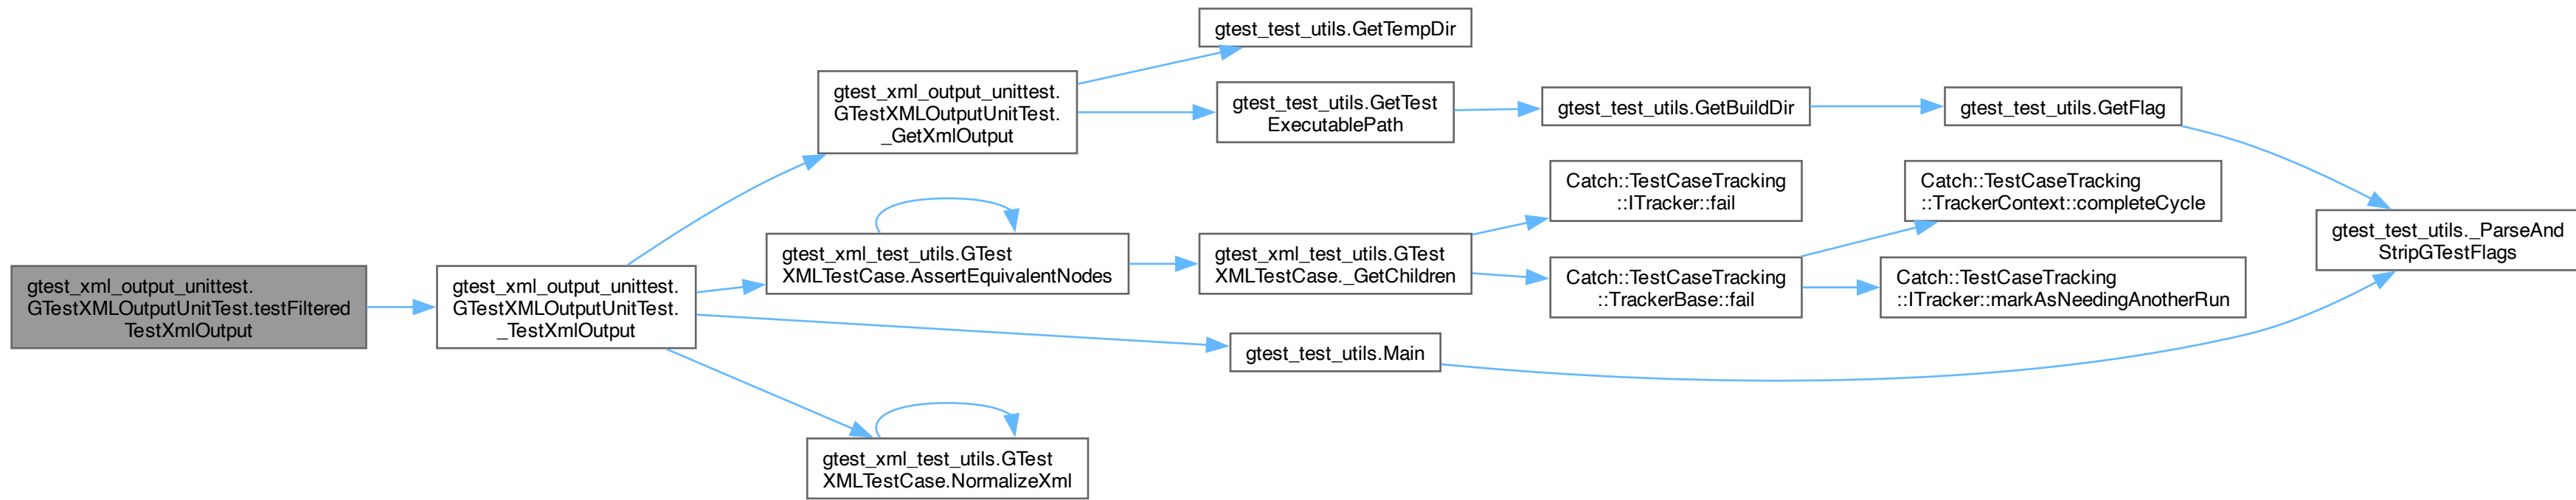 gtest_xml_output_unittest.
GTestXMLOutputUnitTest.testFiltered
TestXmlOutput
gtest_xml_output_unittest.
GTestXMLOutputUnitTest.
_TestXmlOutput
gtest_xml_output_unittest.
GTestXMLOutputUnitTest.
_GetXmlOutput
gtest_test_utils.GetTempDir
gtest_test_utils.GetTest
ExecutablePath
gtest_test_utils.GetBuildDir
gtest_test_utils.GetFlag
gtest_test_utils._ParseAnd
StripGTestFlags
gtest_xml_test_utils.GTest
XMLTestCase.AssertEquivalentNodes
gtest_xml_test_utils.GTest
XMLTestCase._GetChildren
Catch::TestCaseTracking
::ITracker::fail
Catch::TestCaseTracking
::TrackerBase::fail
Catch::TestCaseTracking
::TrackerContext::completeCycle
Catch::TestCaseTracking
::ITracker::markAsNeedingAnotherRun
gtest_test_utils.Main
gtest_xml_test_utils.GTest
XMLTestCase.NormalizeXml